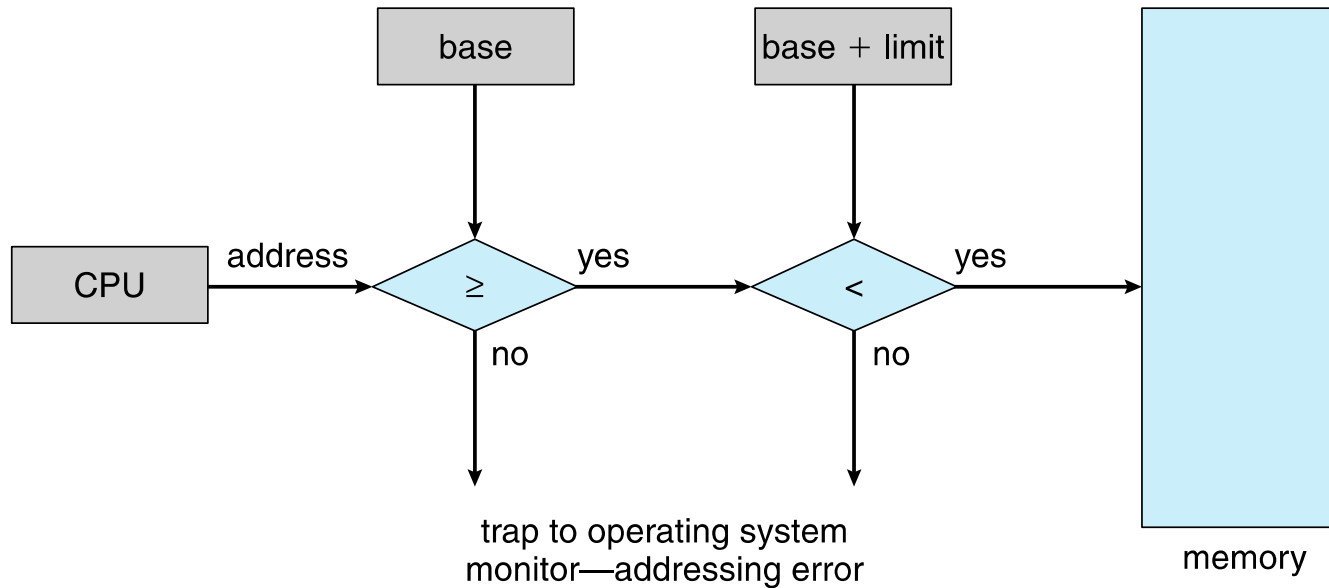 base
base + limit
CPU
address
≥
yes
<
yes
no
no
trap to operating system
monitor—addressing error
memory